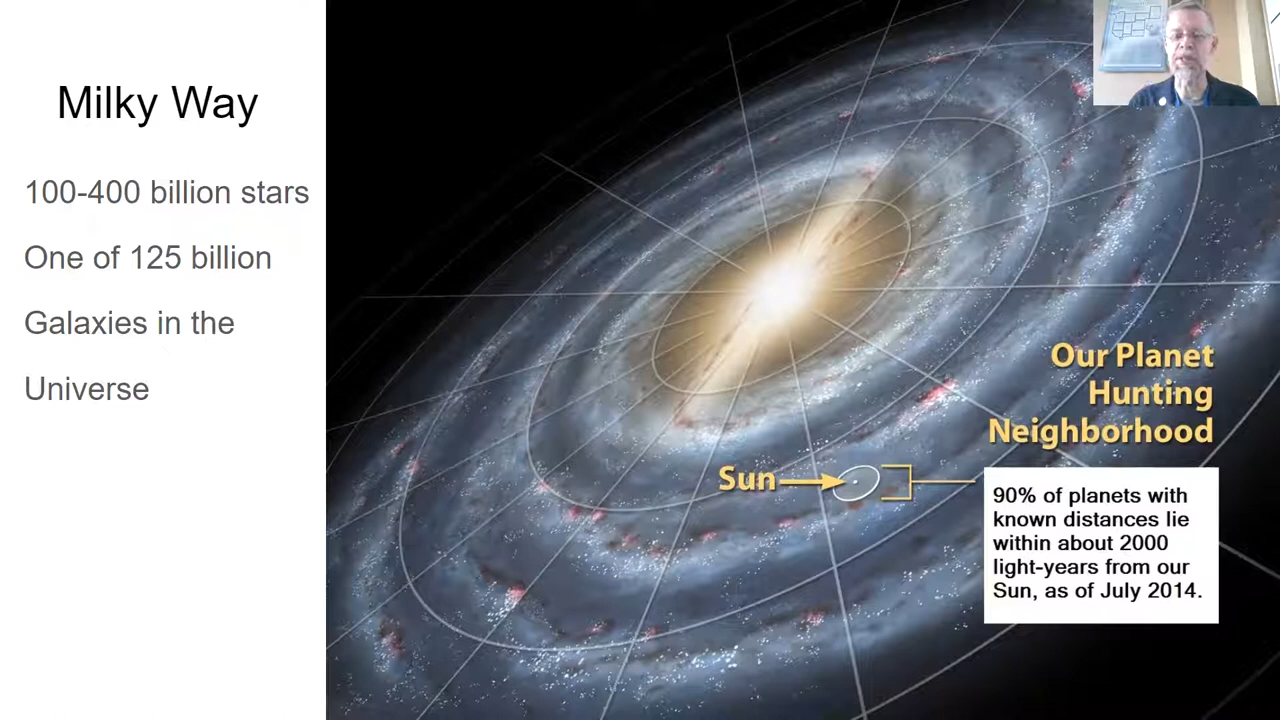 Milky Way
100-400 billion stars
One of 125 billion
Galaxies in the
Universe
Our Planet
Hunting
Neighborhood
Sun
90% of planets with
known distances lie
within about 2000
light-years from our
Sun, as of July 2014.